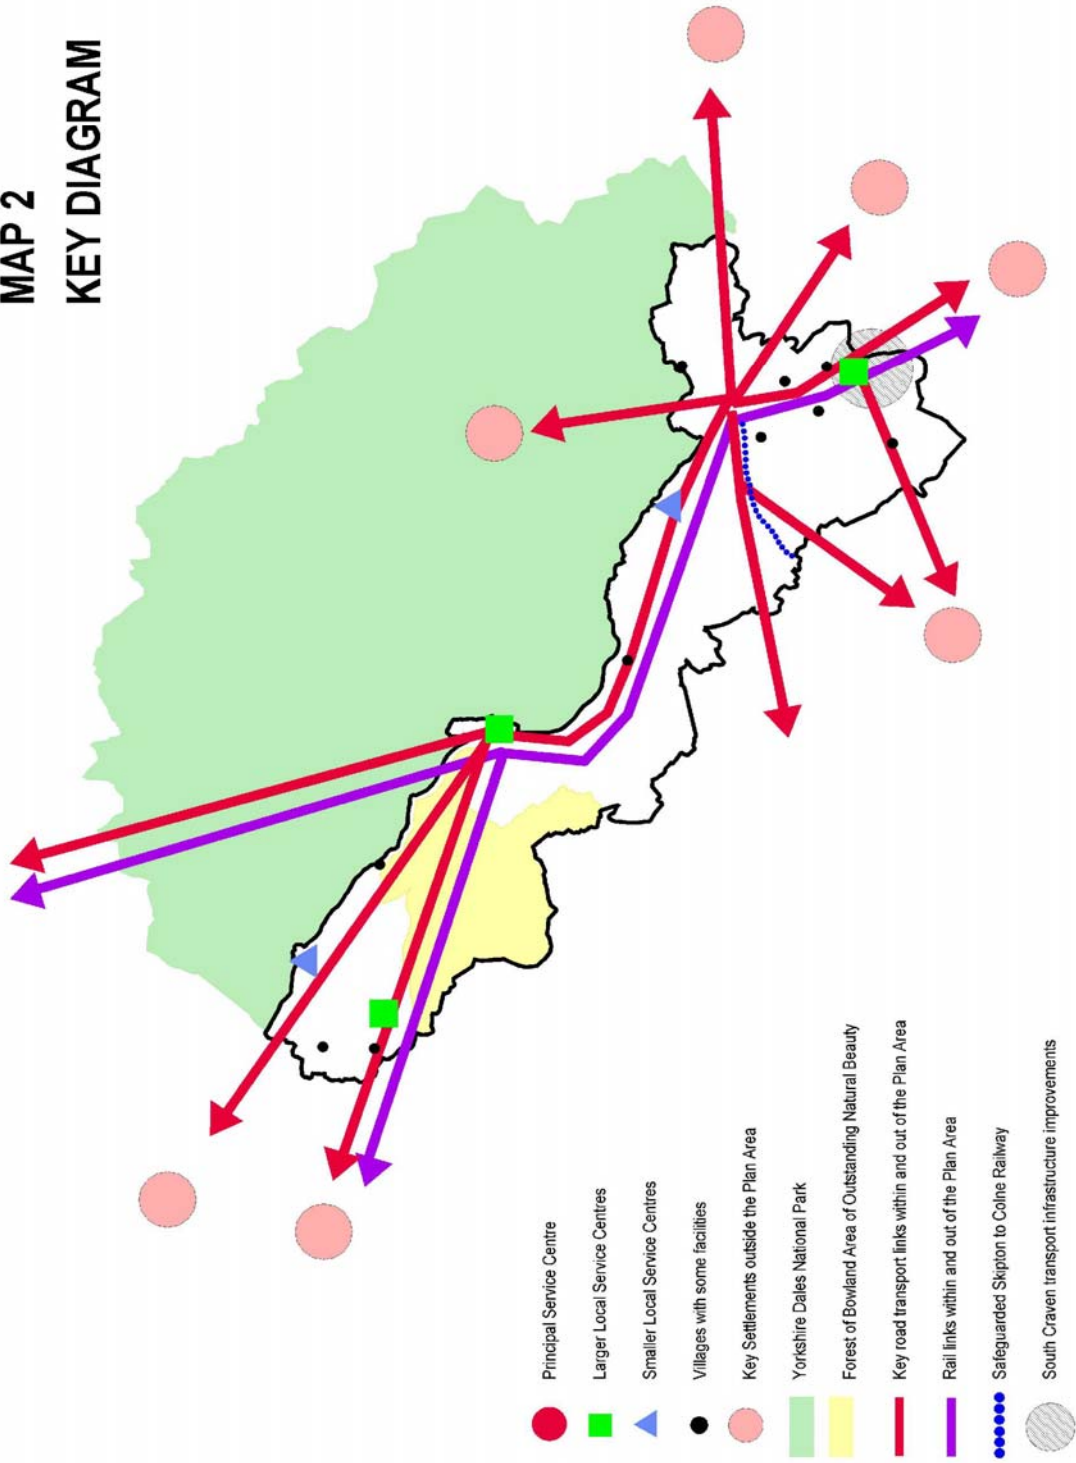 MAP 2
KEY DIAGRAM
Principal Service Centre
Larger Local Service Centres
Smaller Local Service Centres
Villages with some facilities
Key Settlements outside the Plan Area
Yorkshire Dales National Park
Forest of Bowland Area of Outstanding Natural Beauty
Key road transport links within and out of the Plan Area
Rail links within and out of the Plan Area
Safeguarded Skipton to Colne Railway
South Craven transport infrastructure improvements